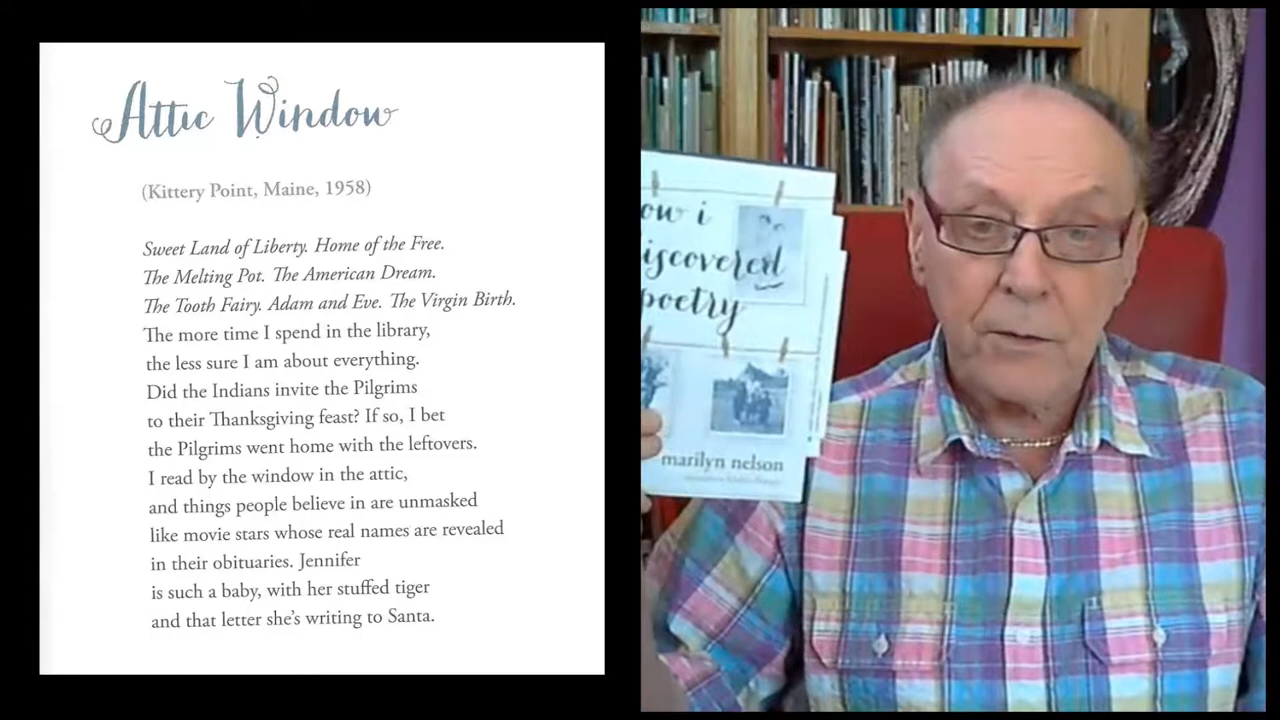 Attic Window
(Kittery Point, Maine, 1958)
Sweet Land of Liberty. Home of the Free.
The Melting Pot. The American Dream.
The Tooth Fairy. Adam and Eve. The Virgin Birth.
The more time I spend in the library,
the less sure I am about everything.
Did the Indians invite the Pilgrims
to their Thanksgiving feast? If so, I bet
the Pilgrims went home with the leftovers.
I read by the window in the attic,
and things people believe in are unmasked
like movie stars whose real names are revealed
in their obituaries. Jennifer
is such a baby, with her stuffed tiger
and that letter she's writing to Santa.
ow i
iscovered
poetry
marilyn nelson